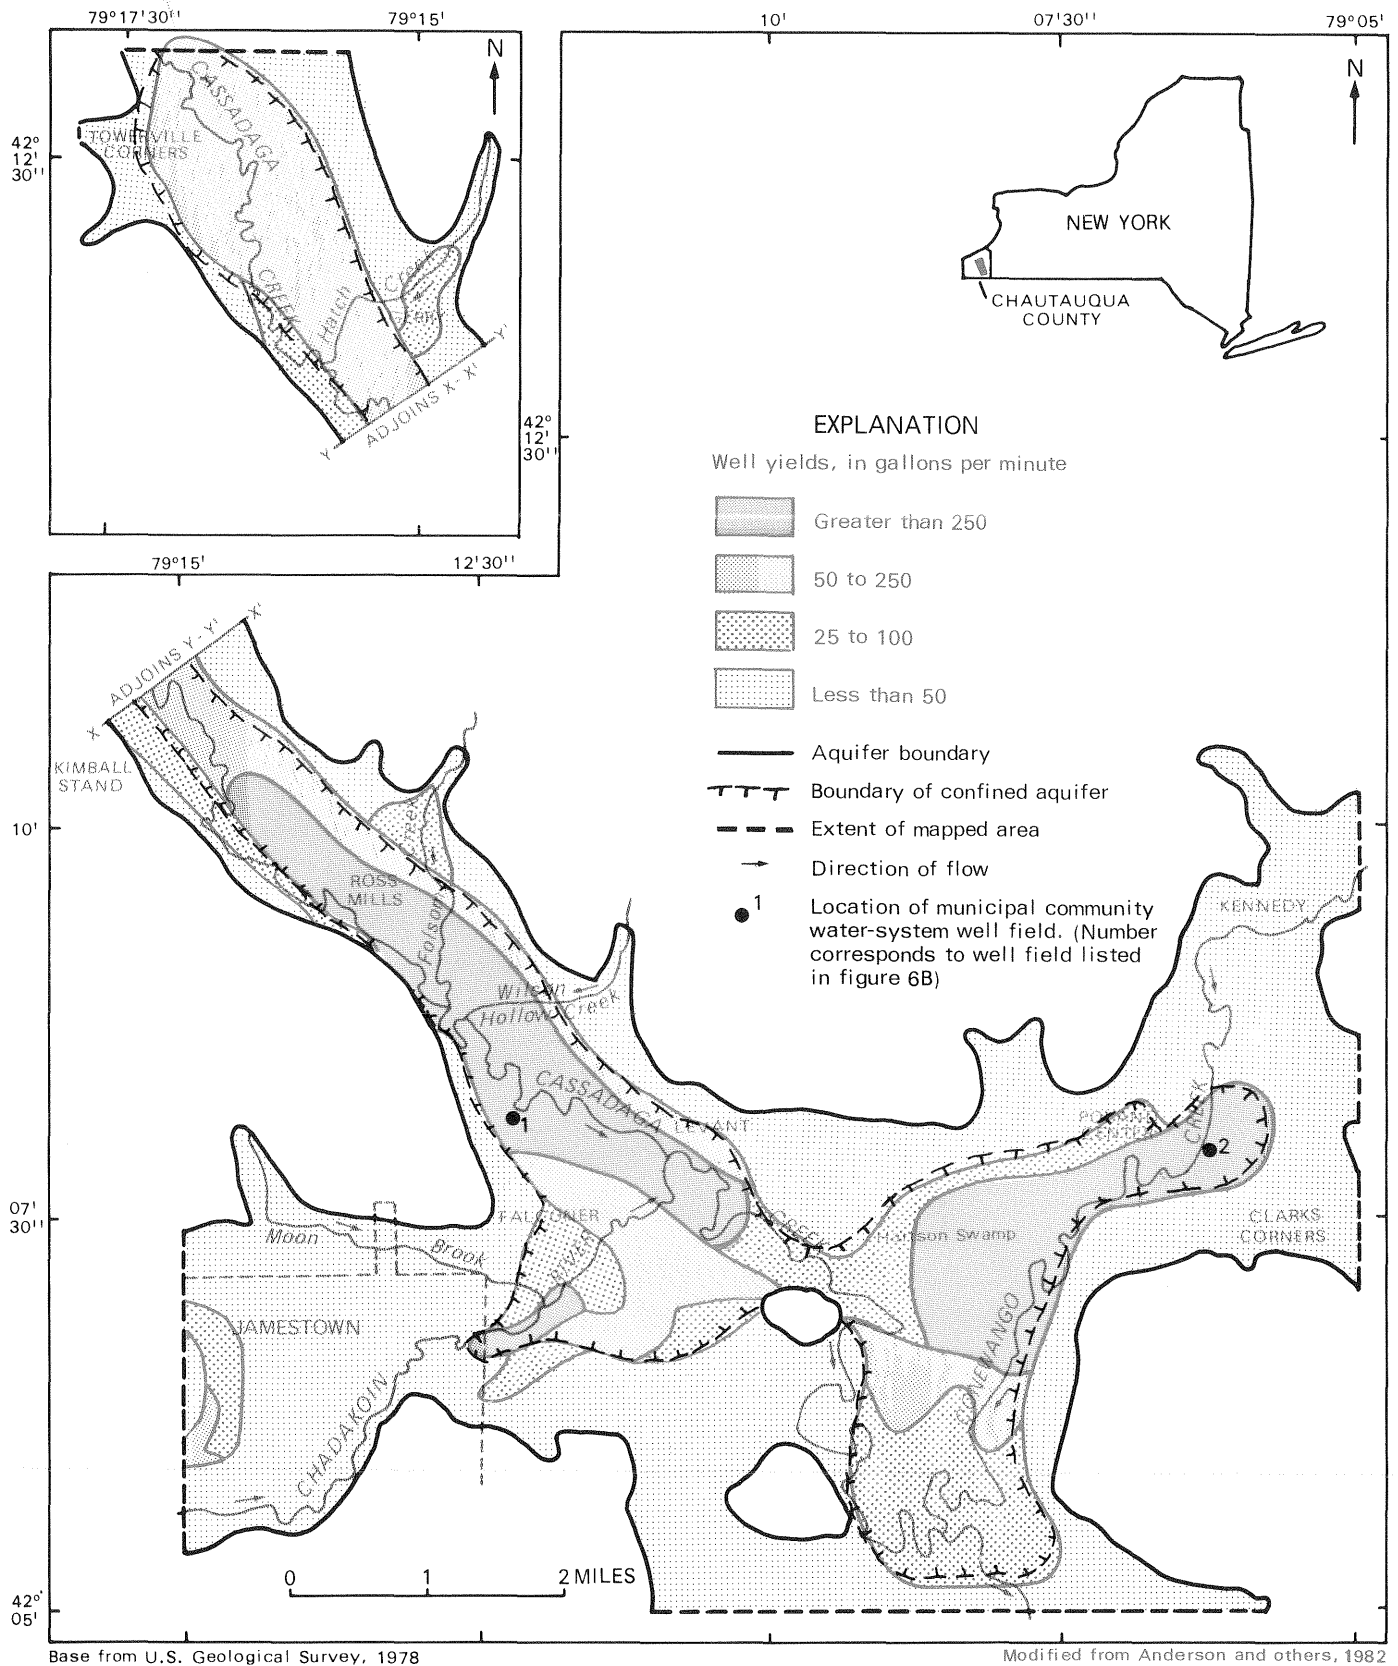 79°17'30''
79°15'
10'
07'30''
79°05'
N
N
42°
12'
30''
TOWERVILLE
CORNERS
CASSADAGA
CREEK
Hatch
Creek
Y
Y'
ADJOINS X-X'
NEW YORK
CHAUTAUQUA
COUNTY
42°
12'
30''
EXPLANATION
Well yields, in gallons per minute
Greater than 250
50 to 250
25 to 100
Less than 50
Aquifer boundary
Boundary of confined aquifer
Extent of mapped area
Direction of flow
1
Location of municipal community
water-system well field. (Number
corresponds to well field listed
in figure 6B)
79°15'
12'30''
X
X'
ADJOINS Y-Y'
KIMBALL
STAND
10'
ROSS
MILLS
Folsom
Creek
Wilson
Hollow Creek
KENNEDY
CASSADAGA
LEVANT
CREEK
1
2
CREEK
CLARKS
CORNERS
07'
30''
Moon
Brook
FALCONER
RIVER
Hanson Swamp
JAMESTOWN
CHADAKOIN
CONEWANGO
0
1
2 MILES
42°
05'
Base from U.S. Geological Survey, 1978
Modified from Anderson and others, 1982